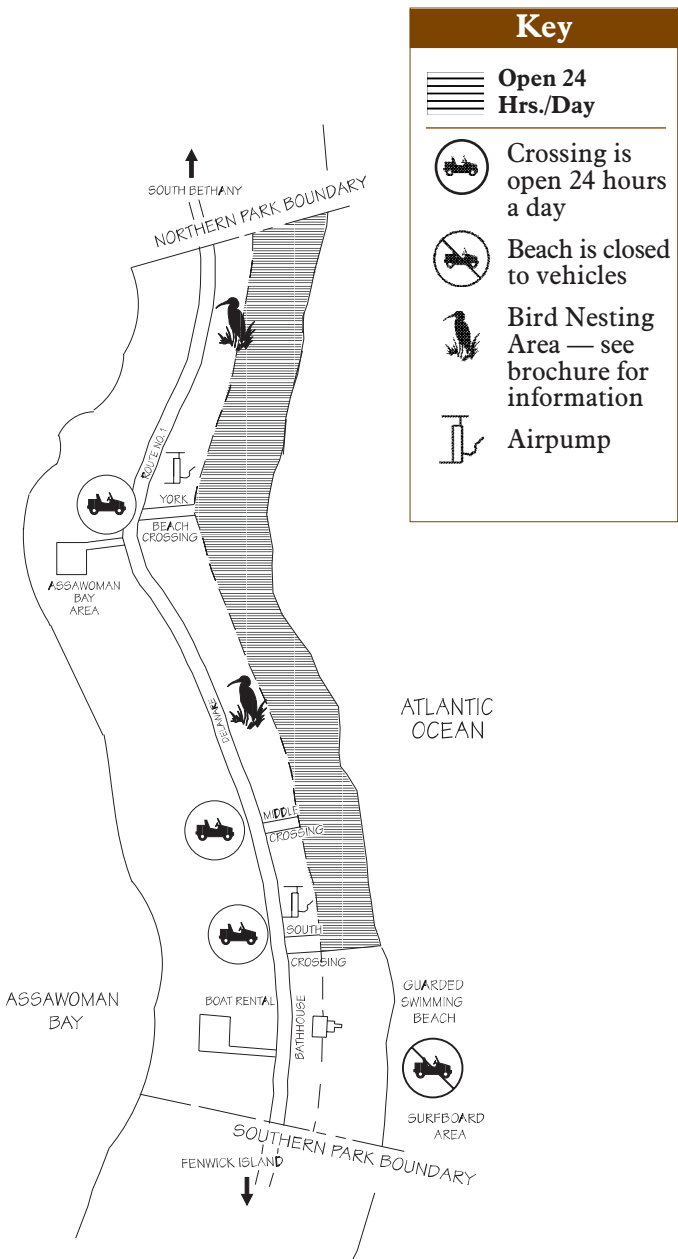 Key
Open 24
Hrs./Day
Crossing is
open 24 hours
a day
Beach is closed
to vehicles
Bird Nesting
Area — see
brochure for
information
Airpump
SOUTH BETHANY
NORTHERN PARK BOUNDARY
ROUTE NO. 1
YORK
BEACH
CROSSING
ASSAWOMAN
BAY
AREA
DELAWARE
ATLANTIC
OCEAN
MIDDLE
CROSSING
SOUTH
CROSSING
ASSAWOMAN
BAY
BOAT RENTAL
BATHHOUSE
GUARDED
SWIMMING
BEACH
SURFBOARD
AREA
SOUTHERN PARK BOUNDARY
FENWICK ISLAND